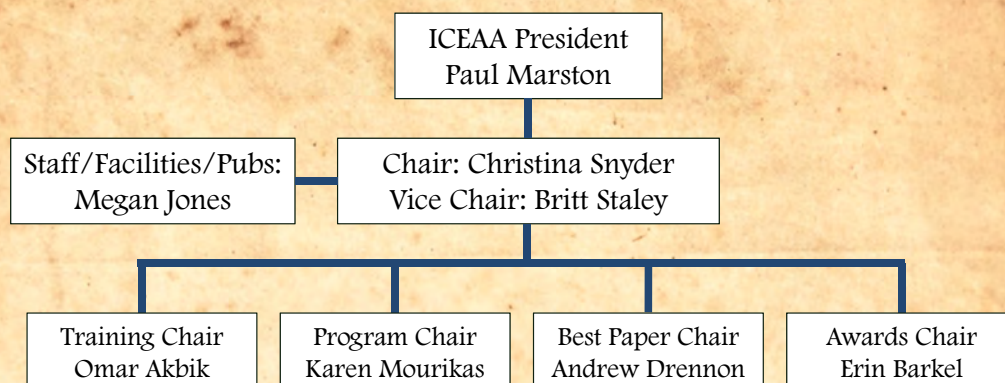 ICEAA President
Paul Marston
Staff/Facilities/Pubs:
Megan Jones
Chair: Christina Snyder
Vice Chair: Britt Staley
Training Chair
Omar Akbik
Program Chair
Karen Mourikas
Best Paper Chair
Andrew Drennon
Awards Chair
Erin Barkel